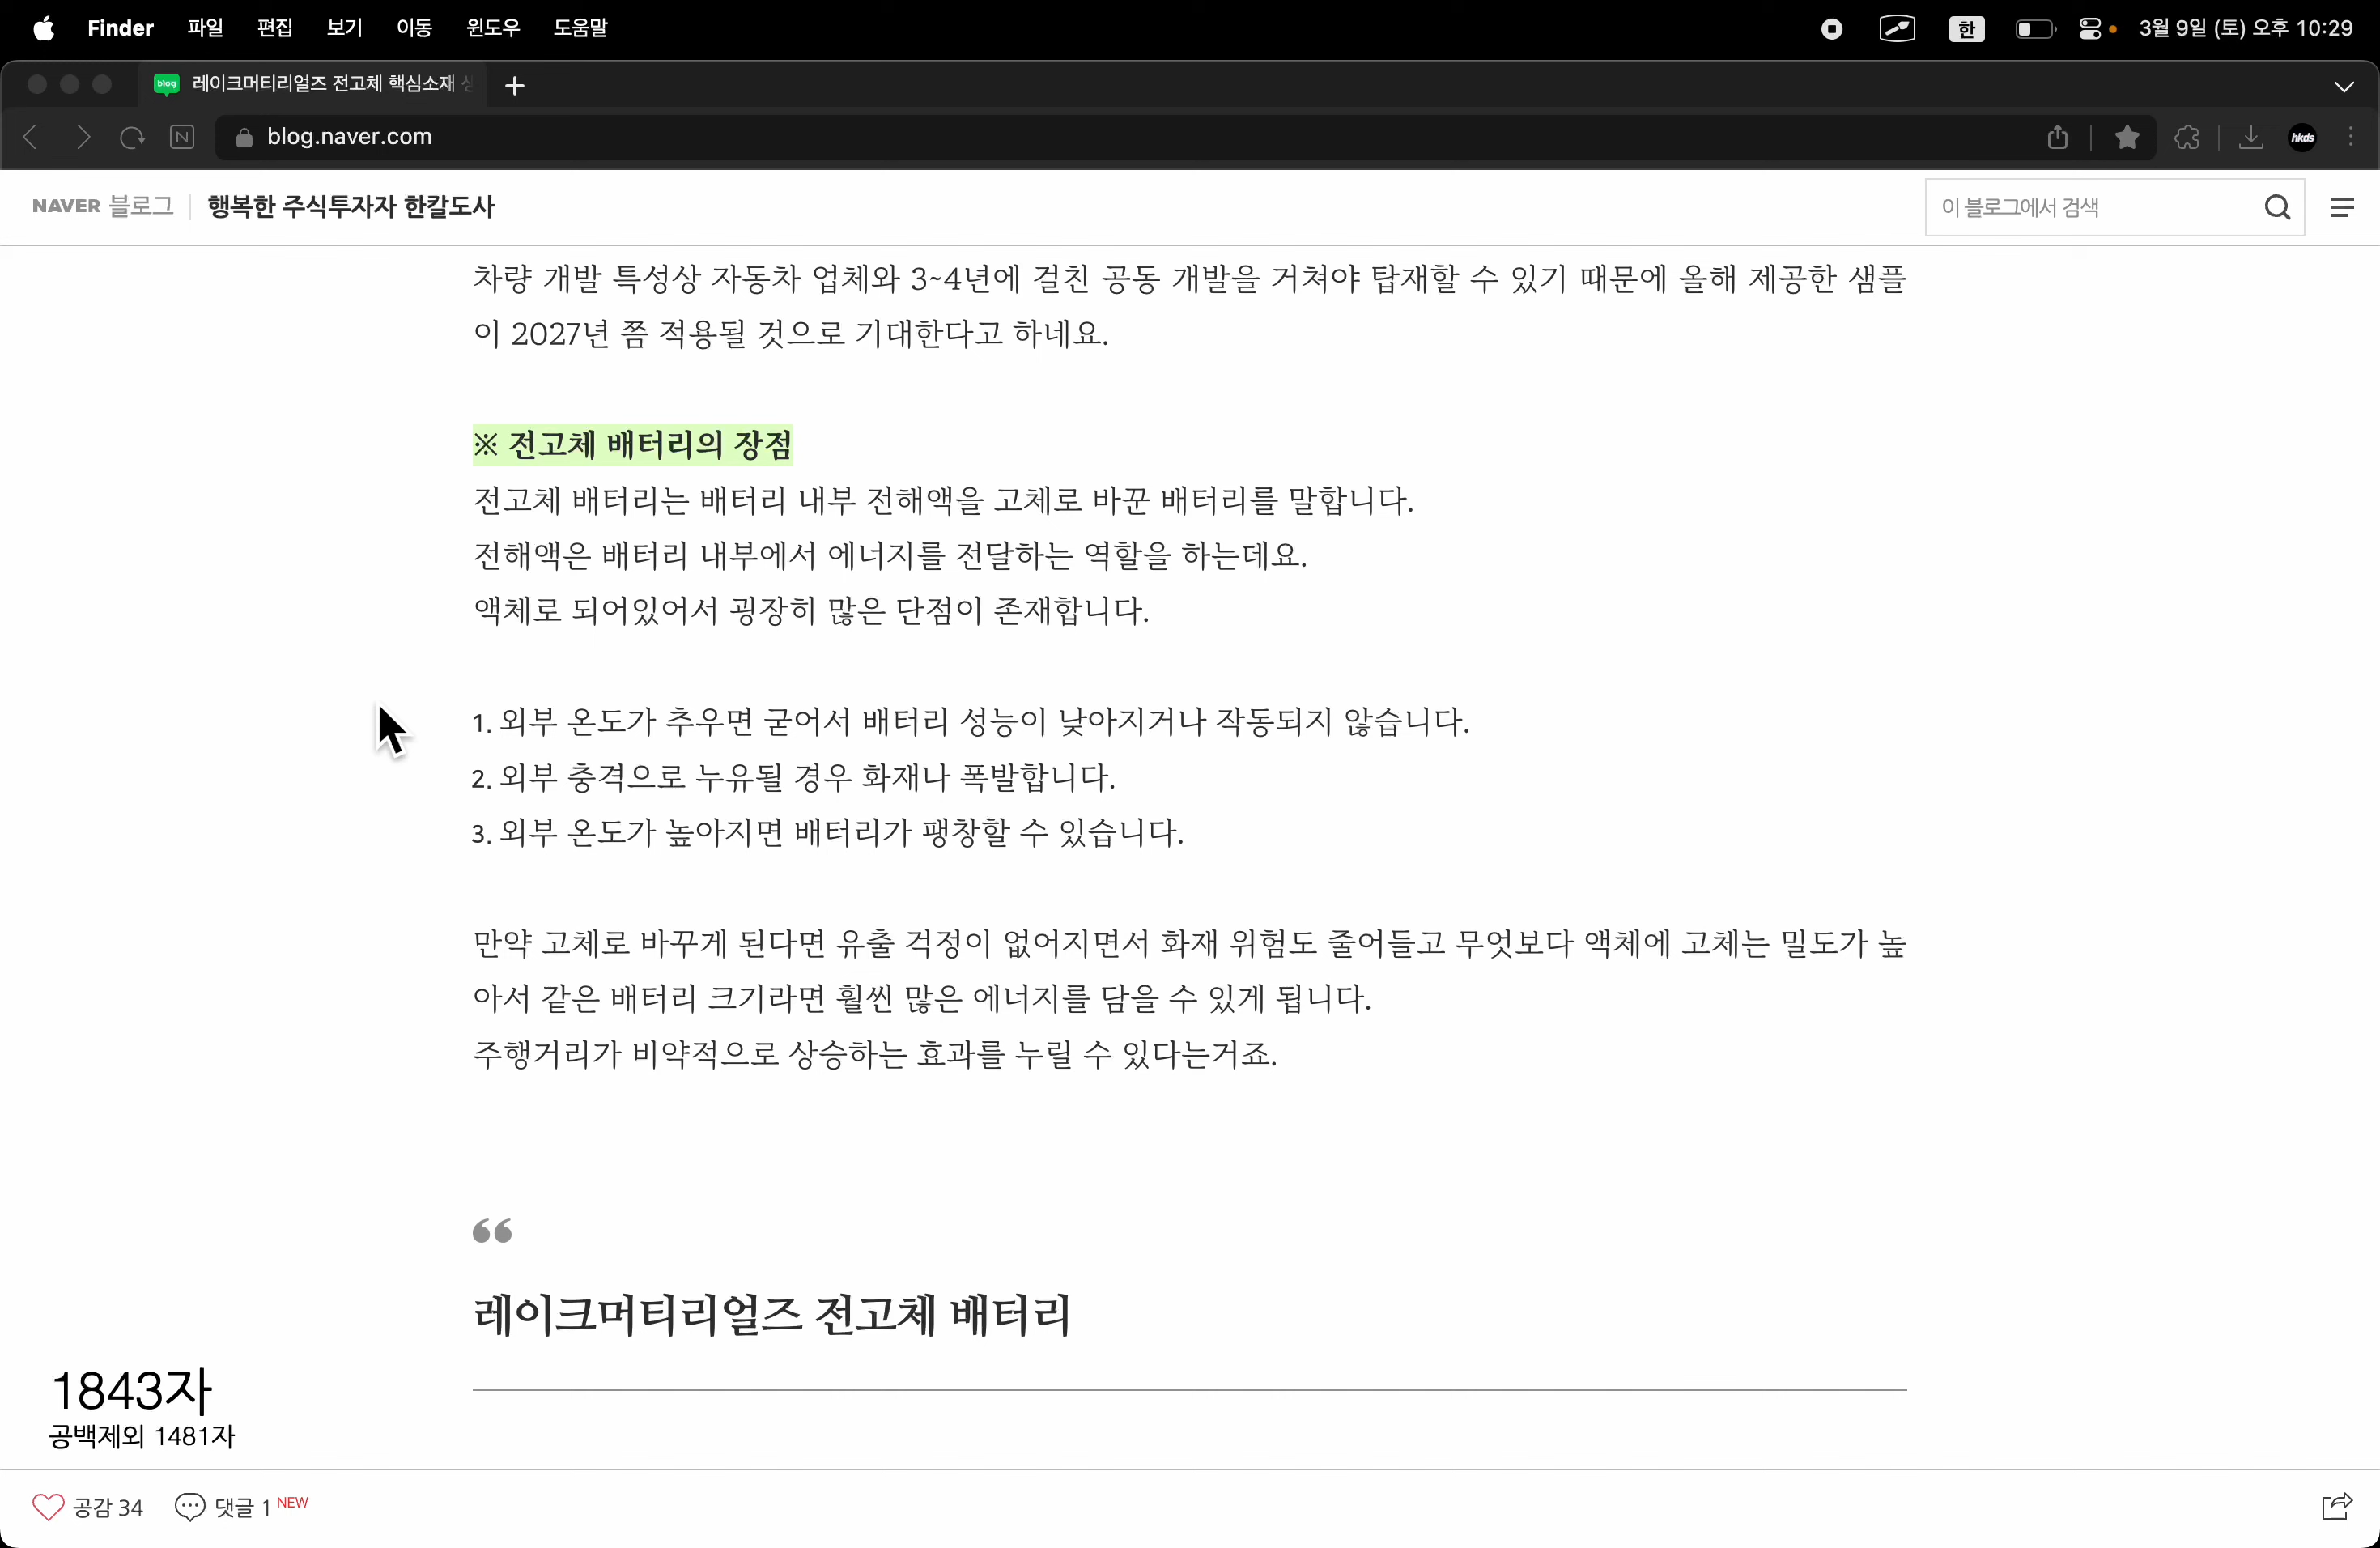 Finder 파일 편집 보기 이동 윈도우 도움말 한 3월 9일 (토) 오후 10:29
blog 레이크머티리얼즈 전고체 핵심소재
N blog.naver.com hkds
NAVER 블로그 행복한 주식투자자 한칼도사 이 블로그에서 검색
차량 개발 특성상 자동차 업체와 3~4년에 걸친 공동 개발을 거쳐야 탑재할 수 있기 때문에 올해 제공한 샘플
이 2027년 쯤 적용될 것으로 기대한다고 하네요.
※ 전고체 배터리의 장점
전고체 배터리는 배터리 내부 전해액을 고체로 바꾼 배터리를 말합니다.
전해액은 배터리 내부에서 에너지를 전달하는 역할을 하는데요.
액체로 되어있어서 굉장히 많은 단점이 존재합니다.
1. 외부 온도가 추우면 굳어서 배터리 성능이 낮아지거나 작동되지 않습니다.
2. 외부 충격으로 누유될 경우 화재나 폭발합니다.
3. 외부 온도가 높아지면 배터리가 팽창할 수 있습니다.
만약 고체로 바꾸게 된다면 유출 걱정이 없어지면서 화재 위험도 줄어들고 무엇보다 액체에 고체는 밀도가 높
아서 같은 배터리 크기라면 훨씬 많은 에너지를 담을 수 있게 됩니다.
주행거리가 비약적으로 상승하는 효과를 누릴 수 있다는거죠.
“
레이크머티리얼즈 전고체 배터리
1843자
공백제외 1481자
공감 34 댓글 1 NEW